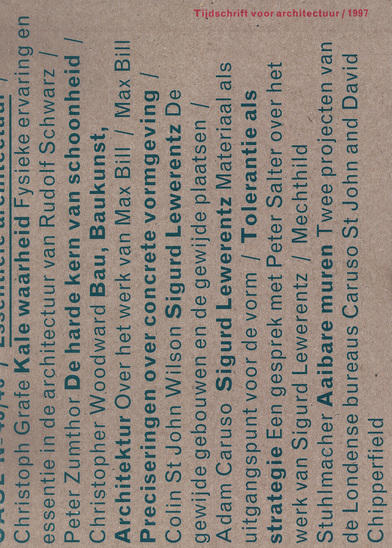 Tijdschrift voor architectuur / 1997
Christoph Grafe Kale waarheid Fysieke ervaring en
essentie in de architectuur van Rudolf Schwarz /
Peter Zumthor De harde kern van schoonheid /
Christopher Woodward Bau, Baukunst,
Architektur Over het werk van Max Bill / Max Bill
Preciseringen over concrete vormgeving /
Colin St John Wilson Sigurd Lewerentz De
gewijde gebouwen en de gewijde plaatsen /
Adam Caruso Sigurd Lewerentz Materiaal als
uitgangspunt voor de vorm / Tolerantie als
strategie Een gesprek met Peter Salter over het
werk van Sigurd Lewerentz / Mechthild
Stuhlmacher Aaibare muren Twee projecten van
de Londense bureaus Caruso St John and David
Chipperfield